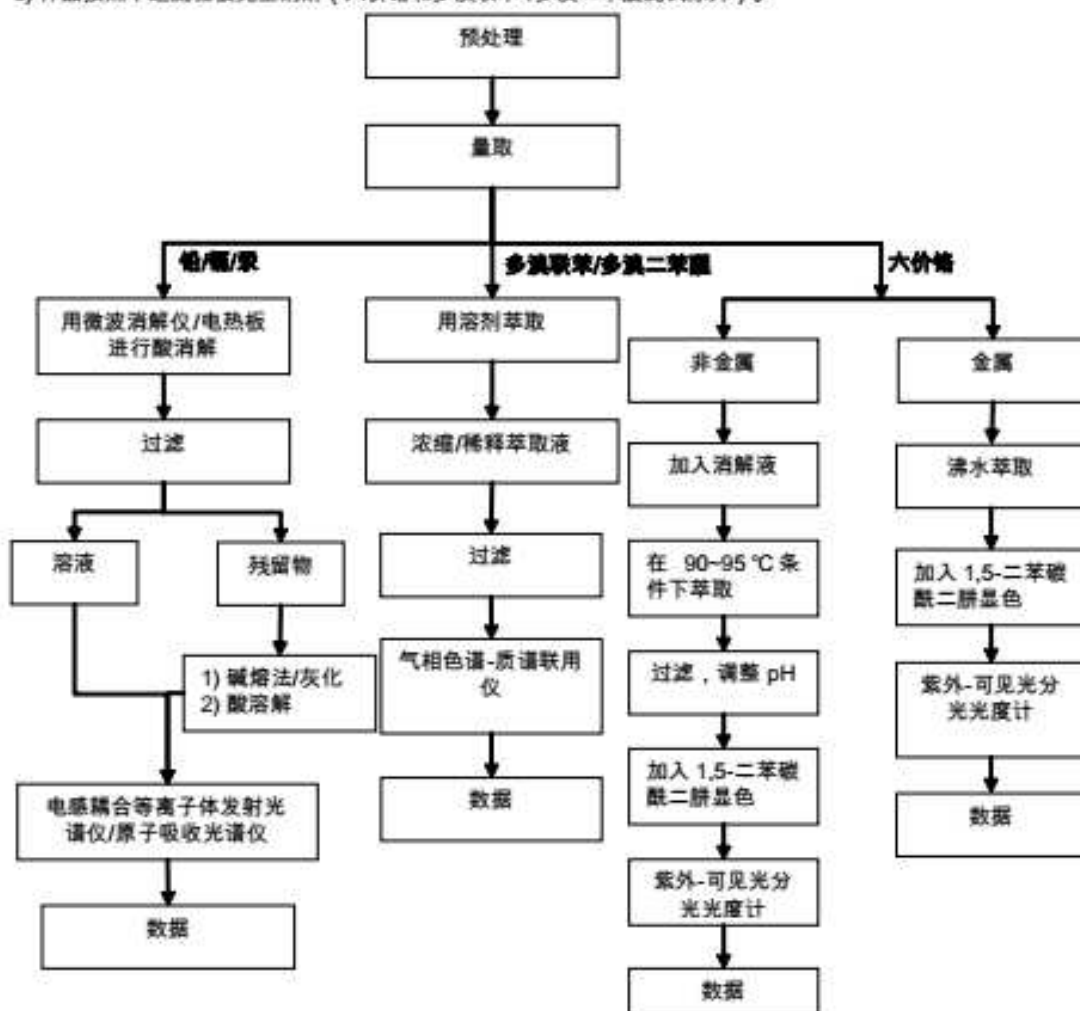 预处理
量取
铅/镉/汞
多溴联苯/多溴二苯醚
六价铬
用微波消解仪/电热板
进行酸消解
过滤
溶液
残留物
1) 碱熔法/灰化
2) 酸溶解
电感耦合等离子体发射光
谱仪/原子吸收光谱仪
数据
用溶剂萃取
浓缩/稀释萃取液
过滤
气相色谱-质谱联用
仪
数据
非金属
加入消解液
在 90~95 ℃ 条
件下萃取
过滤，调整 pH
加入 1,5-二苯碳
酰二肼显色
紫外-可见光分
光光度计
数据
金属
沸水萃取
加入 1,5-二苯碳
酰二肼显色
紫外-可见光分
光光度计
数据